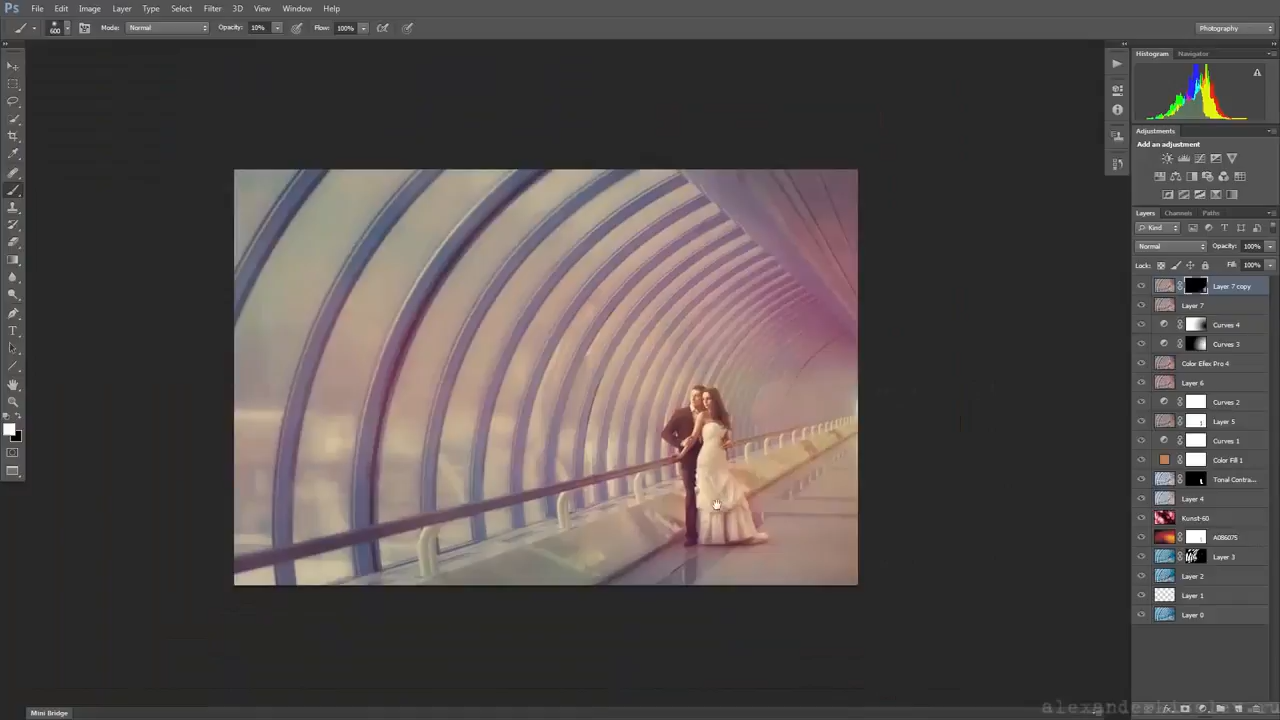 Ps File Edit Image Layer Type Select Filter 3D View Window Help
600 Mode: Normal Opacity: 10% Flow: 100% Photography
Histogram Navigator
Adjustments
Add an adjustment
Layers Channels Paths
Kind
Normal Opacity: 100%
Lock: Fill: 100%
Layer 7 copy
Layer 7
Curves 4
Curves 3
Color Efex Pro 4
Layer 6
Curves 2
Layer 5
Curves 1
Color Fill 1
Tonal Contra...
Layer 4
Kunst-60
A086075
Layer 3
Layer 2
Layer 1
Layer 0
Mini Bridge